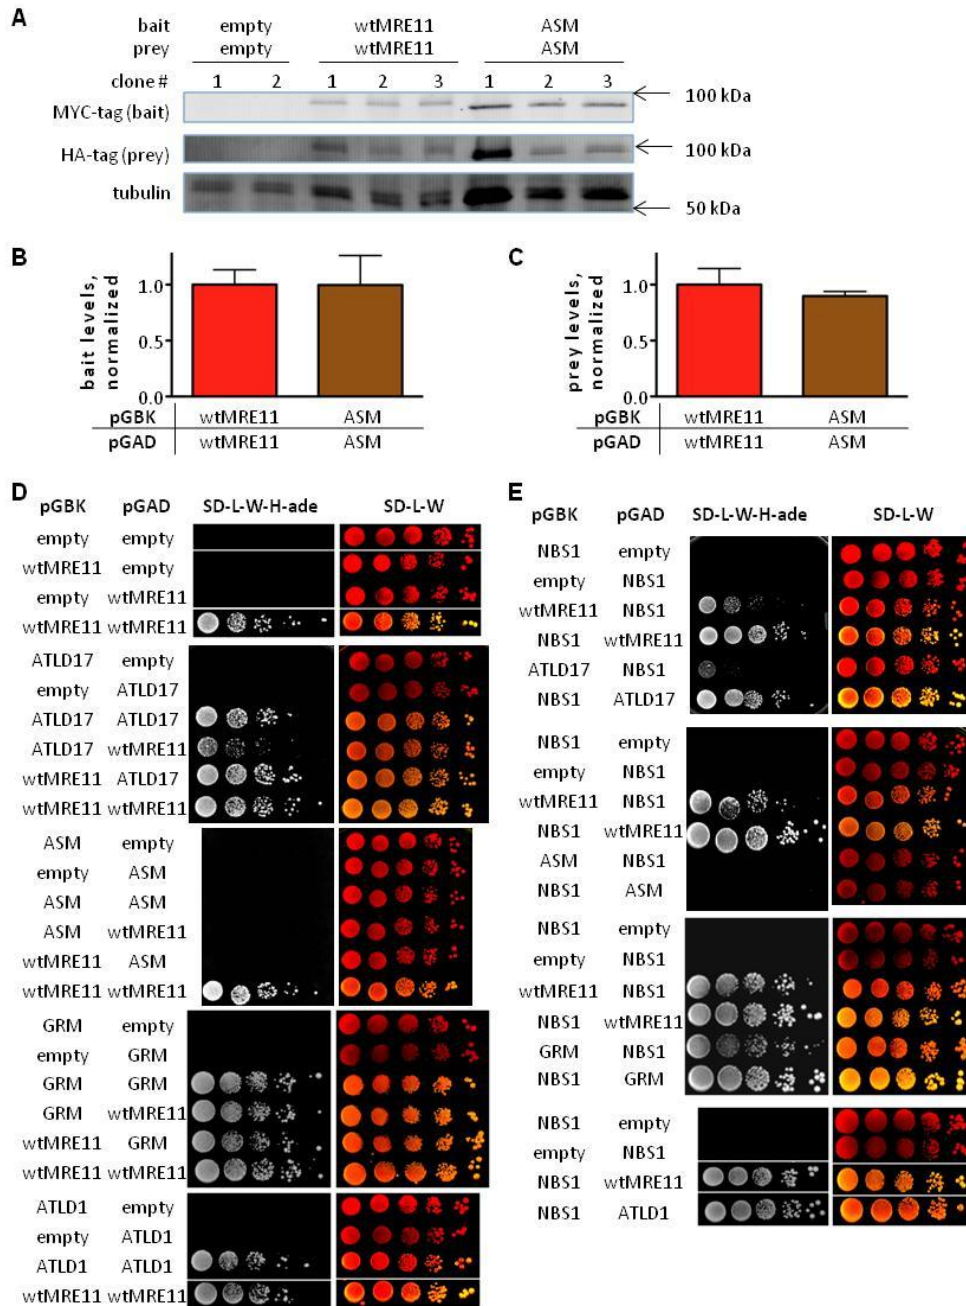 A
bait empty wtMRE11 ASM
prey empty wtMRE11 ASM
clone # 1 2 1 2 3 1 2 3
100 kDa
MYC-tag (bait)
HA-tag (prey) 100 kDa
tubulin
50 kDa
B
bait levels, normalized
1.0
0.5
0.0
pGBK wtMRE11 ASM
pGAD wtMRE11 ASM
C
prey levels, normalized
1.0
0.5
0.0
pGBK wtMRE11 ASM
pGAD wtMRE11 ASM
D
pGBK pGAD SD-L-W-H-ade SD-L-W
empty empty
wtMRE11 empty
empty wtMRE11
wtMRE11 wtMRE11
ATLD17 empty
empty ATLD17
ATLD17 ATLD17
ATLD17 wtMRE11
wtMRE11 ATLD17
wtMRE11 wtMRE11
ASM empty
empty ASM
ASM ASM
ASM wtMRE11
wtMRE11 ASM
wtMRE11 wtMRE11
GRM empty
empty GRM
GRM GRM
GRM wtMRE11
wtMRE11 GRM
wtMRE11 wtMRE11
ATLD1 empty
empty ATLD1
ATLD1 ATLD1
wtMRE11 wtMRE11
E
pGBK pGAD SD-L-W-H-ade SD-L-W
NBS1 empty
empty NBS1
wtMRE11 NBS1
NBS1 wtMRE11
ATLD17 NBS1
NBS1 ATLD17
NBS1 empty
empty NBS1
wtMRE11 NBS1
NBS1 wtMRE11
ASM NBS1
NBS1 ASM
NBS1 empty
empty NBS1
wtMRE11 NBS1
NBS1 wtMRE11
GRM NBS1
NBS1 GRM
NBS1 empty
empty NBS1
NBS1 wtMRE11
NBS1 ATLD1